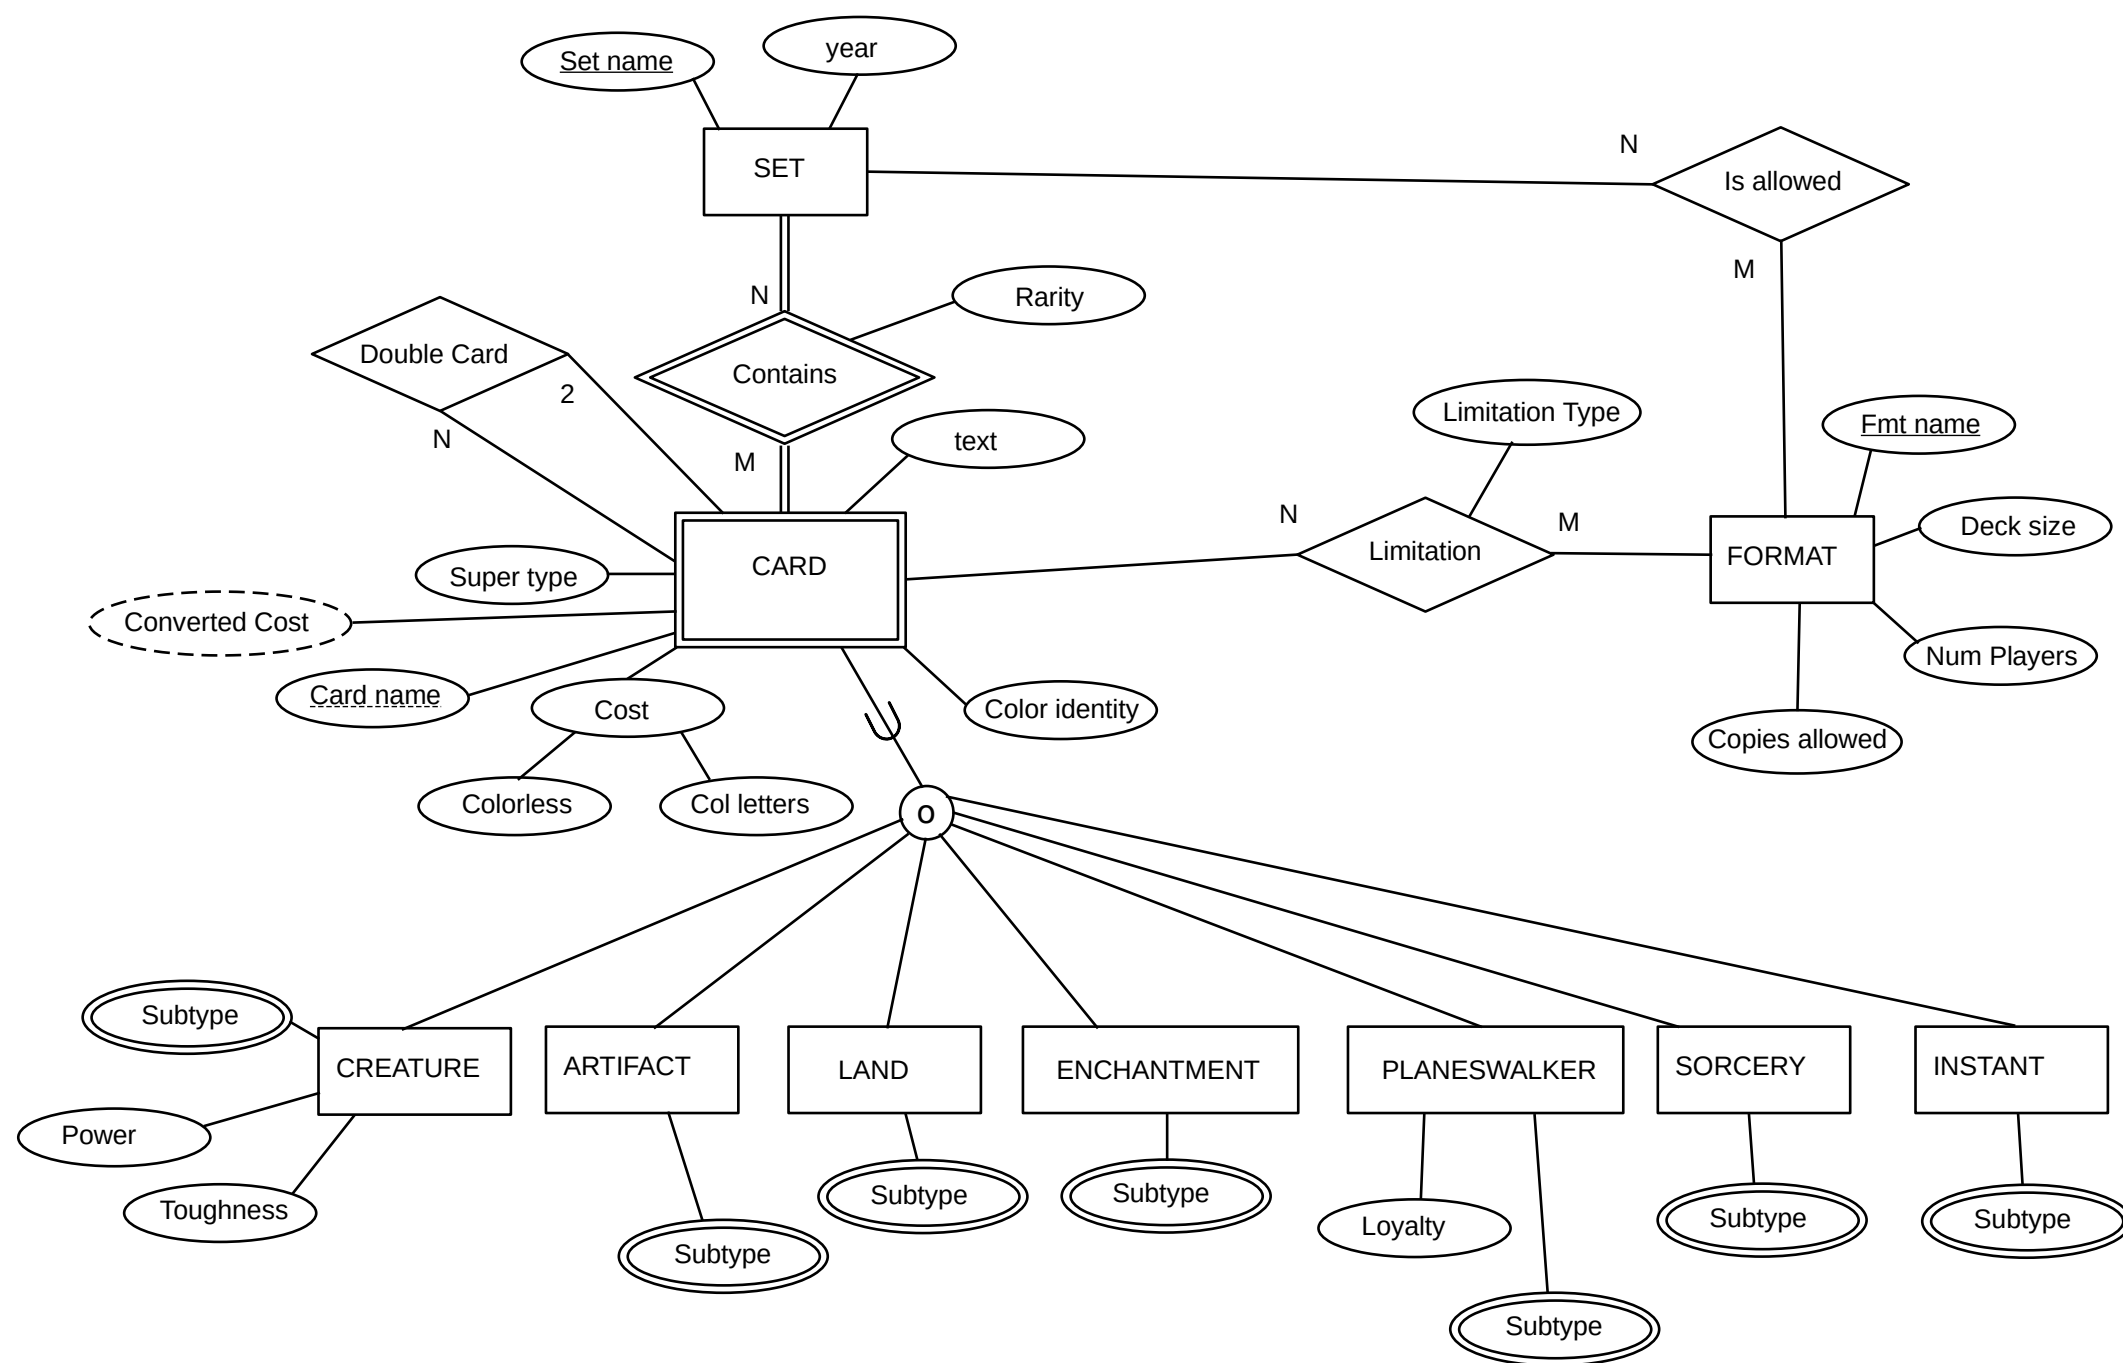 Set name
year
SET
N
Is allowed
M
N
Rarity
Double Card
Contains
2
N
M
text
Limitation Type
Fmt name
N
M
Limitation
Deck size
FORMAT
CARD
Super type
Converted Cost
Num Players
Card name
Cost
Color identity
Copies allowed
Colorless
Col letters
o
Subtype
CREATURE
ARTIFACT
LAND
ENCHANTMENT
PLANESWALKER
SORCERY
INSTANT
Power
Toughness
Subtype
Subtype
Subtype
Loyalty
Subtype
Subtype
Subtype